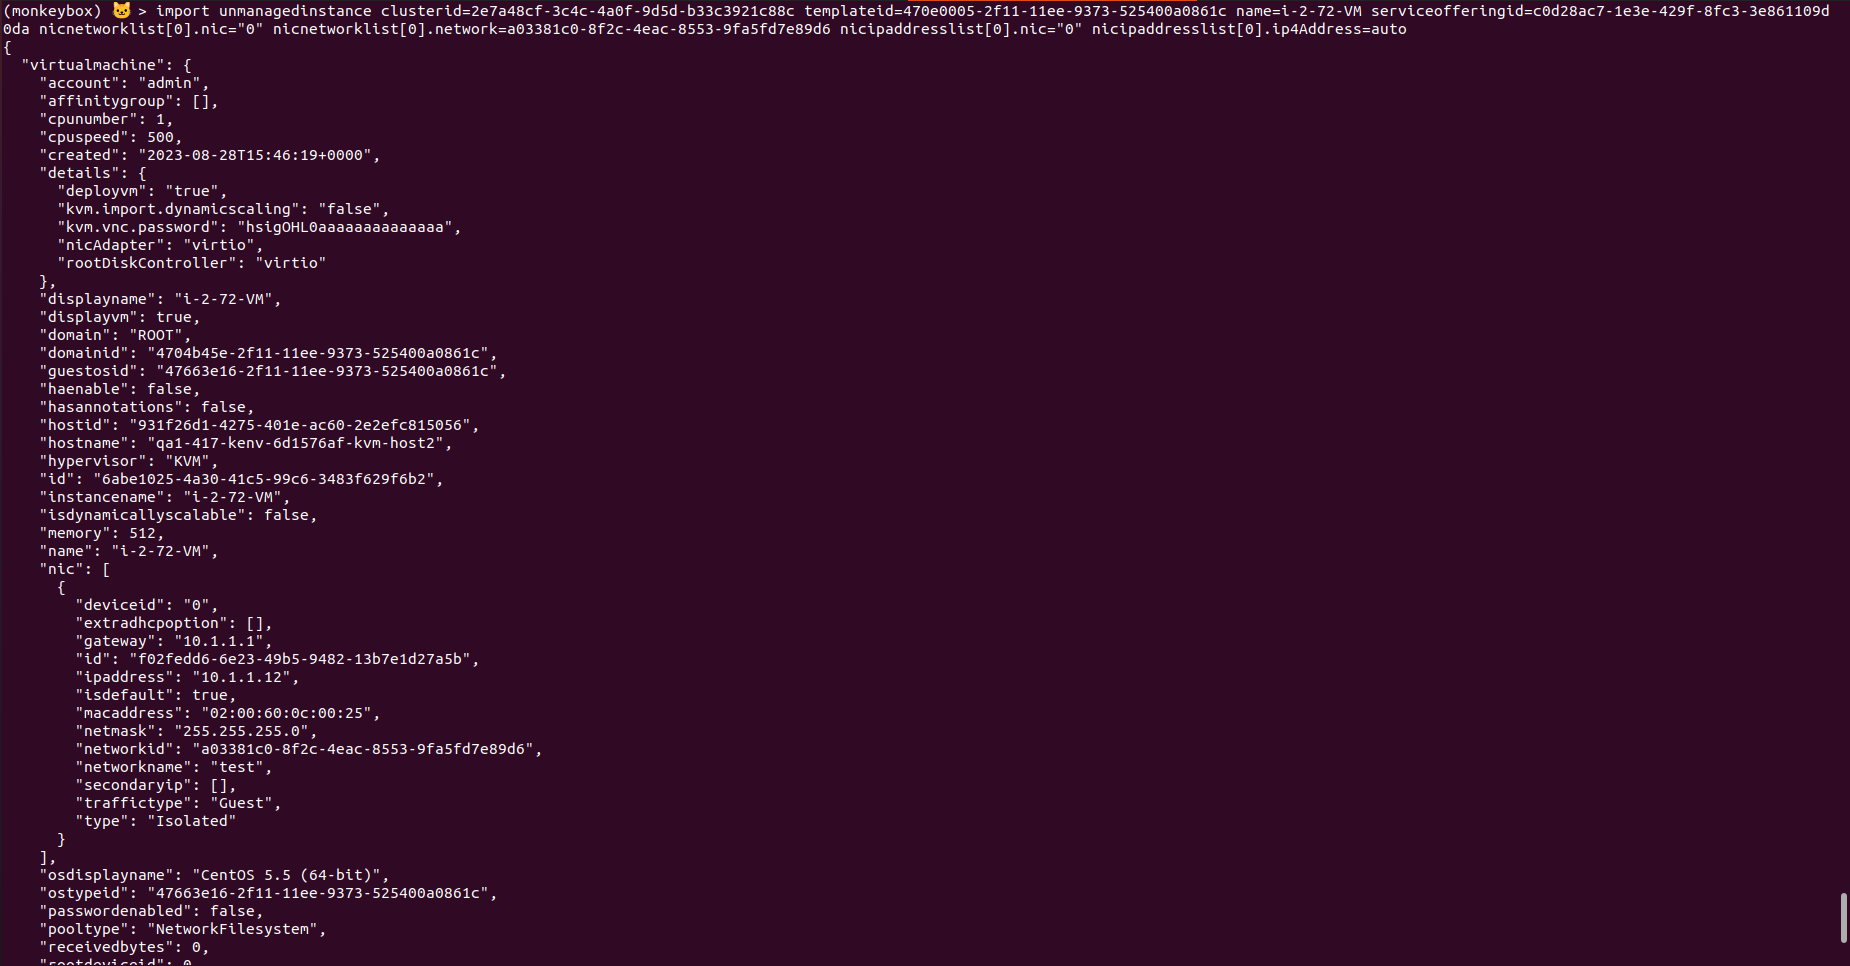 (monkeybox) 🐱 > import unmanagedinstance clusterid=2e7a48cf-3c4c-4a0f-9d5d-b33c3921c88c templateid=470e0005-2f11-11ee-9373-525400a0861c name=i-2-72-VM serviceofferingid=c0d28ac7-1e3e-429f-8fc3-3e861109d
0da nicnetworklist[0].nic="0" nicnetworklist[0].network=a03381c0-8f2c-4eac-8553-9fa5fd7e89d6 nicipaddresslist[0].nic="0" nicipaddresslist[0].ip4Address=auto
{
  "virtualmachine": {
    "account": "admin",
    "affinitygroup": [],
    "cpunumber": 1,
    "cpuspeed": 500,
    "created": "2023-08-28T15:46:19+0000",
    "details": {
      "deployvm": "true",
      "kvm.import.dynamicscaling": "false",
      "kvm.vnc.password": "hsigOHL0aaaaaaaaaaaaaa",
      "nicAdapter": "virtio",
      "rootDiskController": "virtio"
    },
    "displayname": "i-2-72-VM",
    "displayvm": true,
    "domain": "ROOT",
    "domainid": "4704b45e-2f11-11ee-9373-525400a0861c",
    "guestosid": "47663e16-2f11-11ee-9373-525400a0861c",
    "haenable": false,
    "hasannotations": false,
    "hostid": "931f26d1-4275-401e-ac60-2e2efc815056",
    "hostname": "qa1-417-kenv-6d1576af-kvm-host2",
    "hypervisor": "KVM",
    "id": "6abe1025-4a30-41c5-99c6-3483f629f6b2",
    "instancename": "i-2-72-VM",
    "isdynamicallyscalable": false,
    "memory": 512,
    "name": "i-2-72-VM",
    "nic": [
      {
        "deviceid": "0",
        "extradhcpoption": [],
        "gateway": "10.1.1.1",
        "id": "f02fedd6-6e23-49b5-9482-13b7e1d27a5b",
        "ipaddress": "10.1.1.12",
        "isdefault": true,
        "macaddress": "02:00:60:0c:00:25",
        "netmask": "255.255.255.0",
        "networkid": "a03381c0-8f2c-4eac-8553-9fa5fd7e89d6",
        "networkname": "test",
        "secondaryip": [],
        "traffictype": "Guest",
        "type": "Isolated"
      }
    ],
    "osdisplayname": "CentOS 5.5 (64-bit)",
    "ostypeid": "47663e16-2f11-11ee-9373-525400a0861c",
    "passwordenabled": false,
    "pooltype": "NetworkFilesystem",
    "receivedbytes": 0,
    "rootdeviceid": 0